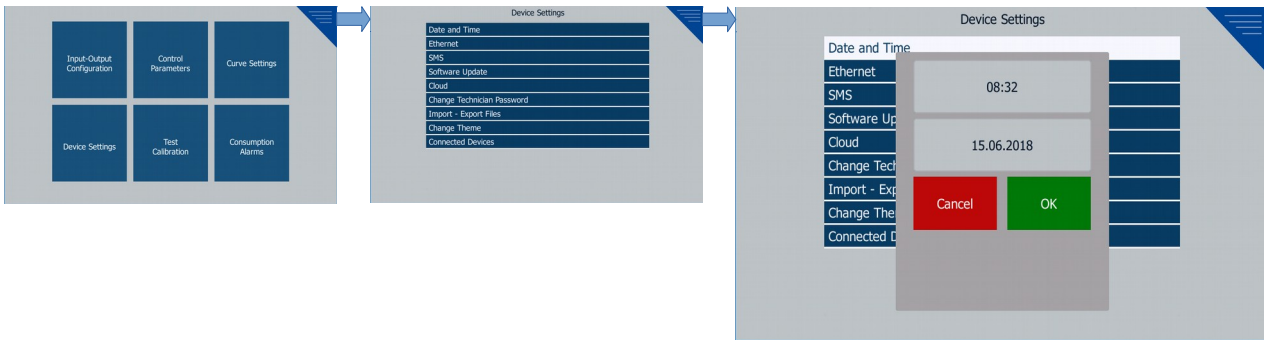 Input-Output
Configuration
Control
Parameters
Curve Settings
Device Settings
Test
Calibration
Consumption
Alarms
Device Settings
Date and Time
Ethernet
SMS
Software Update
Cloud
Change Technician Password
Import - Export Files
Change Theme
Connected Devices
Device Settings
Date and Time
Ethernet
SMS
Software Up
Cloud
Change Tech
Import - Exp
Change The
Connected D
08:32
15.06.2018
Cancel
OK